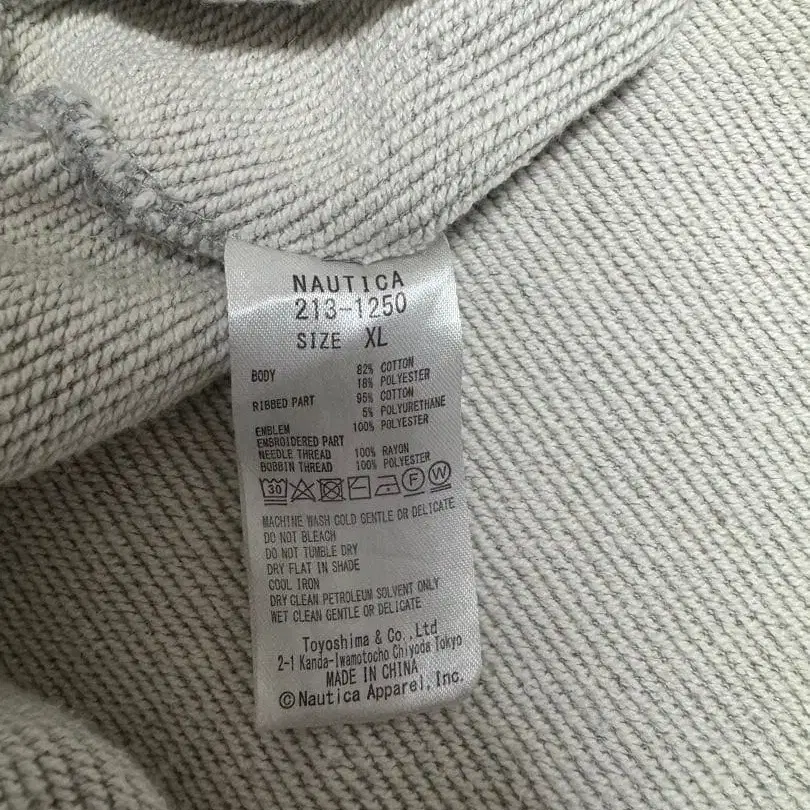 NAUTICA
213-1250
SIZE XL
BODY 82% COTTON
18% POLYESTER
RIBBED PART 95% COTTON
5% POLYURETHANE
EMBLEM 100% POLYESTER
EMBROIDERED PART
NEEDLE THREAD 100% RAYON
BOBBIN THREAD 100% POLYESTER
30 F W
MACHINE WASH COLD GENTLE OR DELICATE
DO NOT BLEACH
DO NOT TUMBLE DRY
DRY FLAT IN SHADE
COOL IRON
DRY CLEAN PETROLEUM SOLVENT ONLY
WET CLEAN GENTLE OR DELICATE
Toyoshima & Co.,Ltd
2-1 Kanda-Iwamotocho Chiyoda Tokyo
MADE IN CHINA
©Nautica Apparel, Inc.